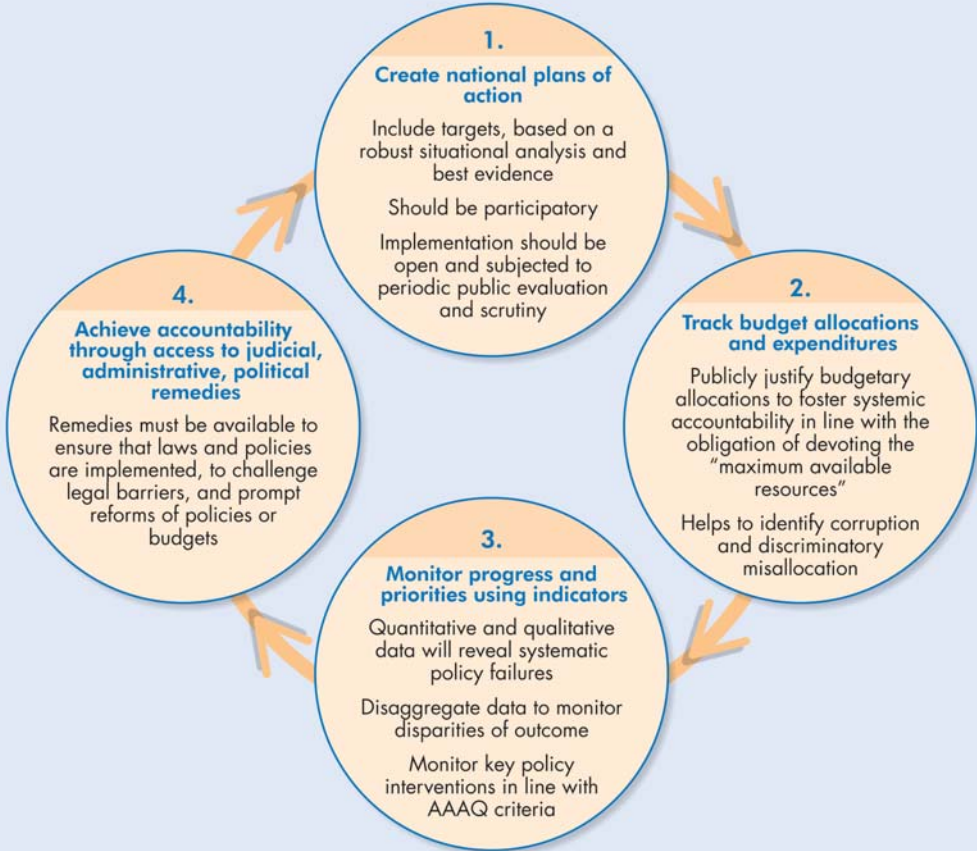 1.
Create national plans of
action
Include targets, based on a
robust situational analysis and
best evidence
Should be participatory
Implementation should be
open and subjected to
periodic public evaluation
and scrutiny
2.
Track budget allocations
and expenditures
Publicly justify budgetary
allocations to foster systemic
accountability in line with the
obligation of devoting the
“maximum available
resources”
Helps to identify corruption
and discriminatory
misallocation
3.
Monitor progress and
priorities using indicators
Quantitative and qualitative
data will reveal systematic
policy failures
Disaggregate data to monitor
disparities of outcome
Monitor key policy
interventions in line with
AAAQ criteria
4.
Achieve accountability
through access to judicial,
administrative, political
remedies
Remedies must be available to
ensure that laws and policies
are implemented, to challenge
legal barriers, and prompt
reforms of policies or
budgets